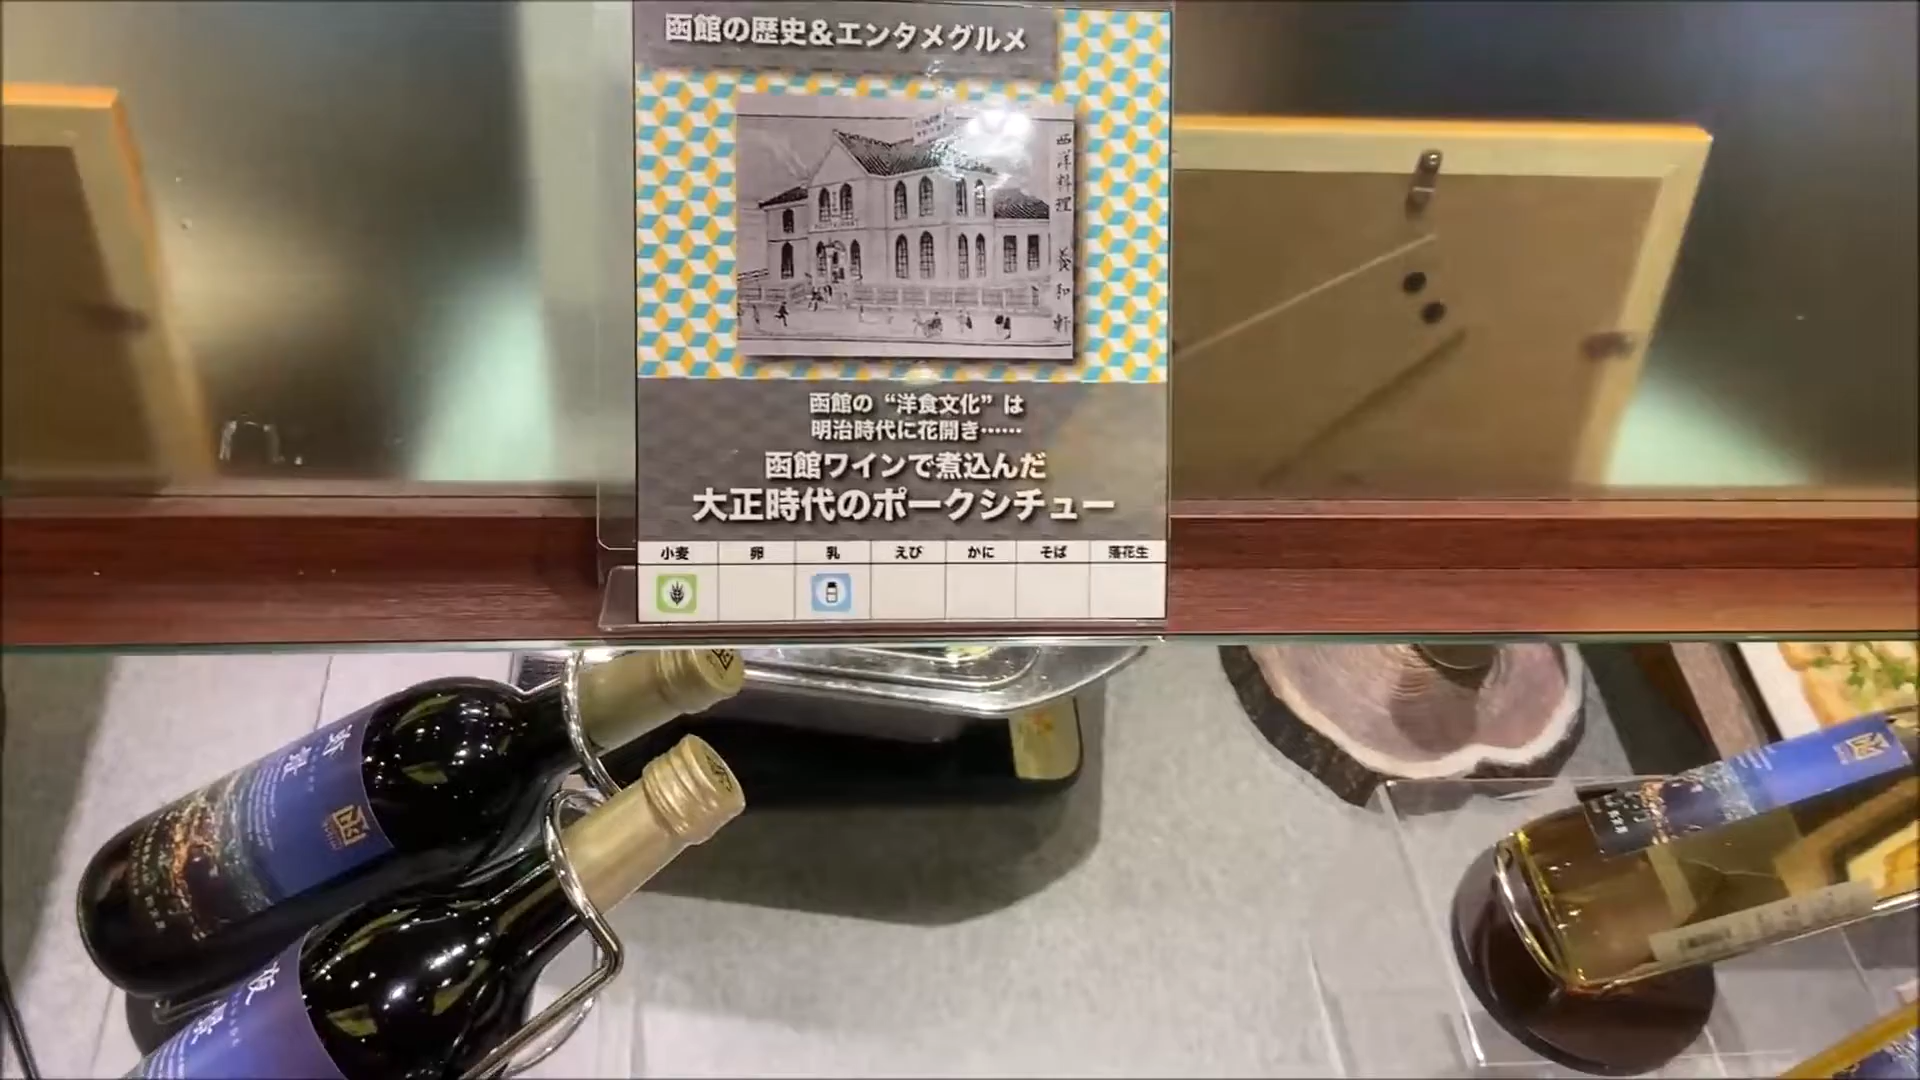 函館の歴史&エンタメグルメ
西洋料理 養和軒
函館の“洋食文化”は
明治時代に花開き……
函館ワインで煮込んだ
大正時代のポークシチュー
小麦 卵 乳 えび かに そば 落花生
夜景